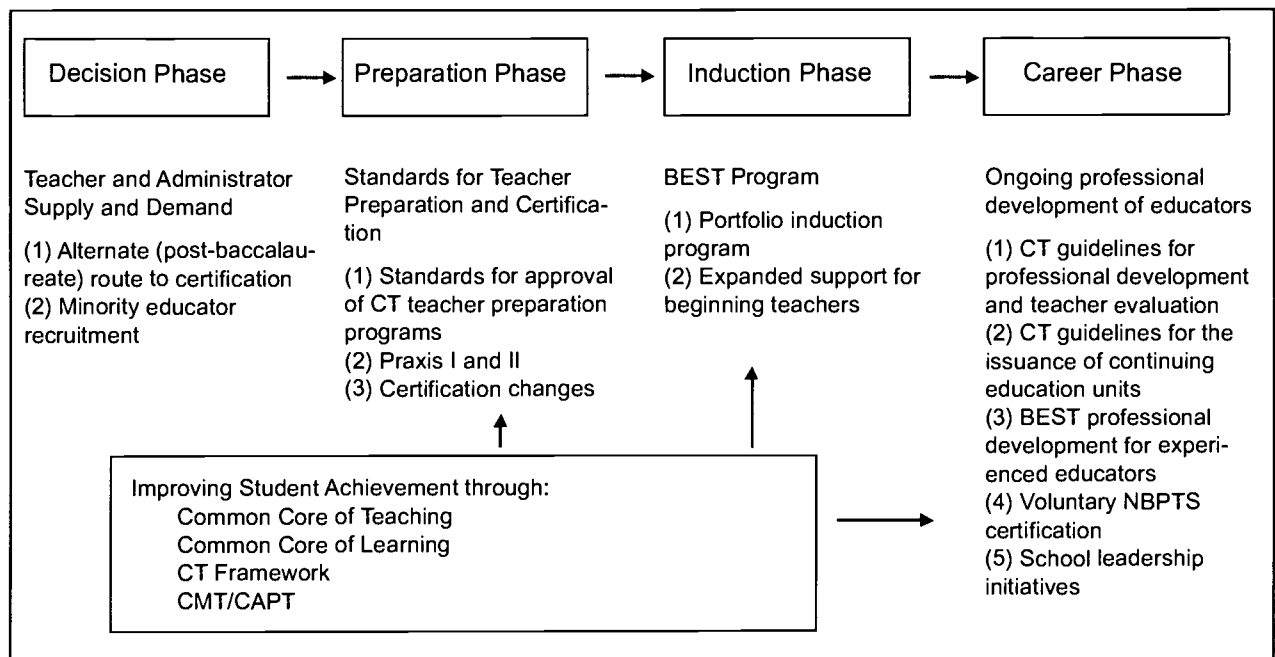 Decision Phase
Preparation Phase
Induction Phase
Career Phase
Teacher and Administrator
Supply and Demand
(1) Alternate (post-baccalau-
reate) route to certification
(2) Minority educator
recruitment
Standards for Teacher
Preparation and Certifica-
tion
(1) Standards for approval
of CT teacher preparation
programs
(2) Praxis I and II
(3) Certification changes
BEST Program
(1) Portfolio induction
program
(2) Expanded support for
beginning teachers
Ongoing professional
development of educators
(1) CT guidelines for
professional development
and teacher evaluation
(2) CT guidelines for the
issuance of continuing
education units
(3) BEST professional
development for experi-
enced educators
(4) Voluntary NBPTS
certification
(5) School leadership
initiatives
Improving Student Achievement through:
Common Core of Teaching
Common Core of Learning
CT Framework
CMT/CAPT